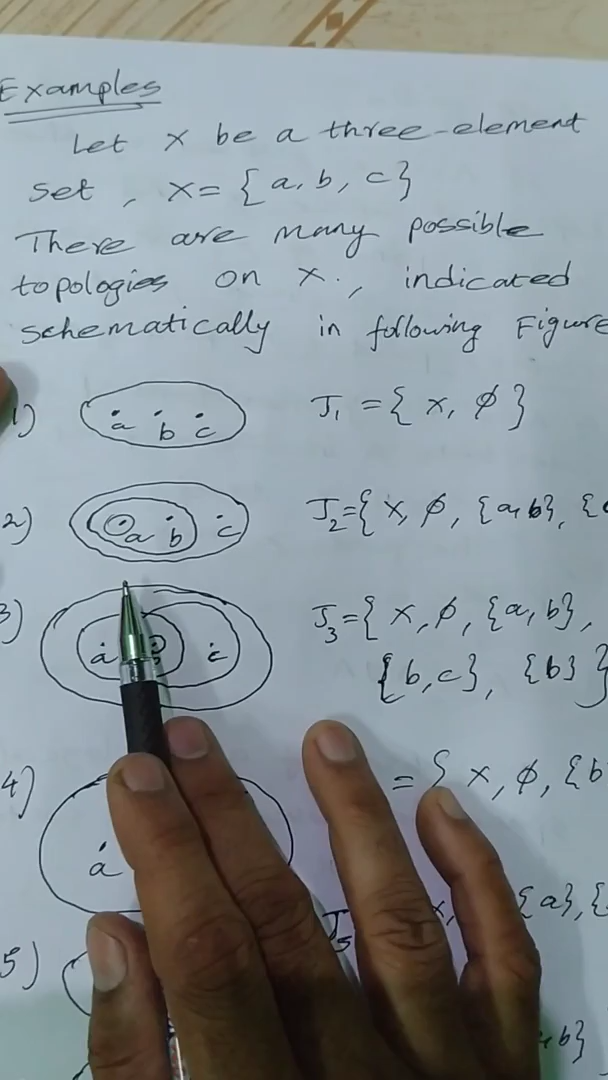 Examples
Let X be a three-element
set, X = {a, b, c}
There are many possible
topologies on X., indicated
schematically in following Figure
1) a b c J₁ = { X, ϕ }
2) a b c J₂ = { X, ϕ, {a,b}, {
3) a b c J₃ = { X, ϕ, {a, b},
{b, c}, {b} }
4) a = { X, ϕ, {b
5) J₅ X, {a}, {
b}